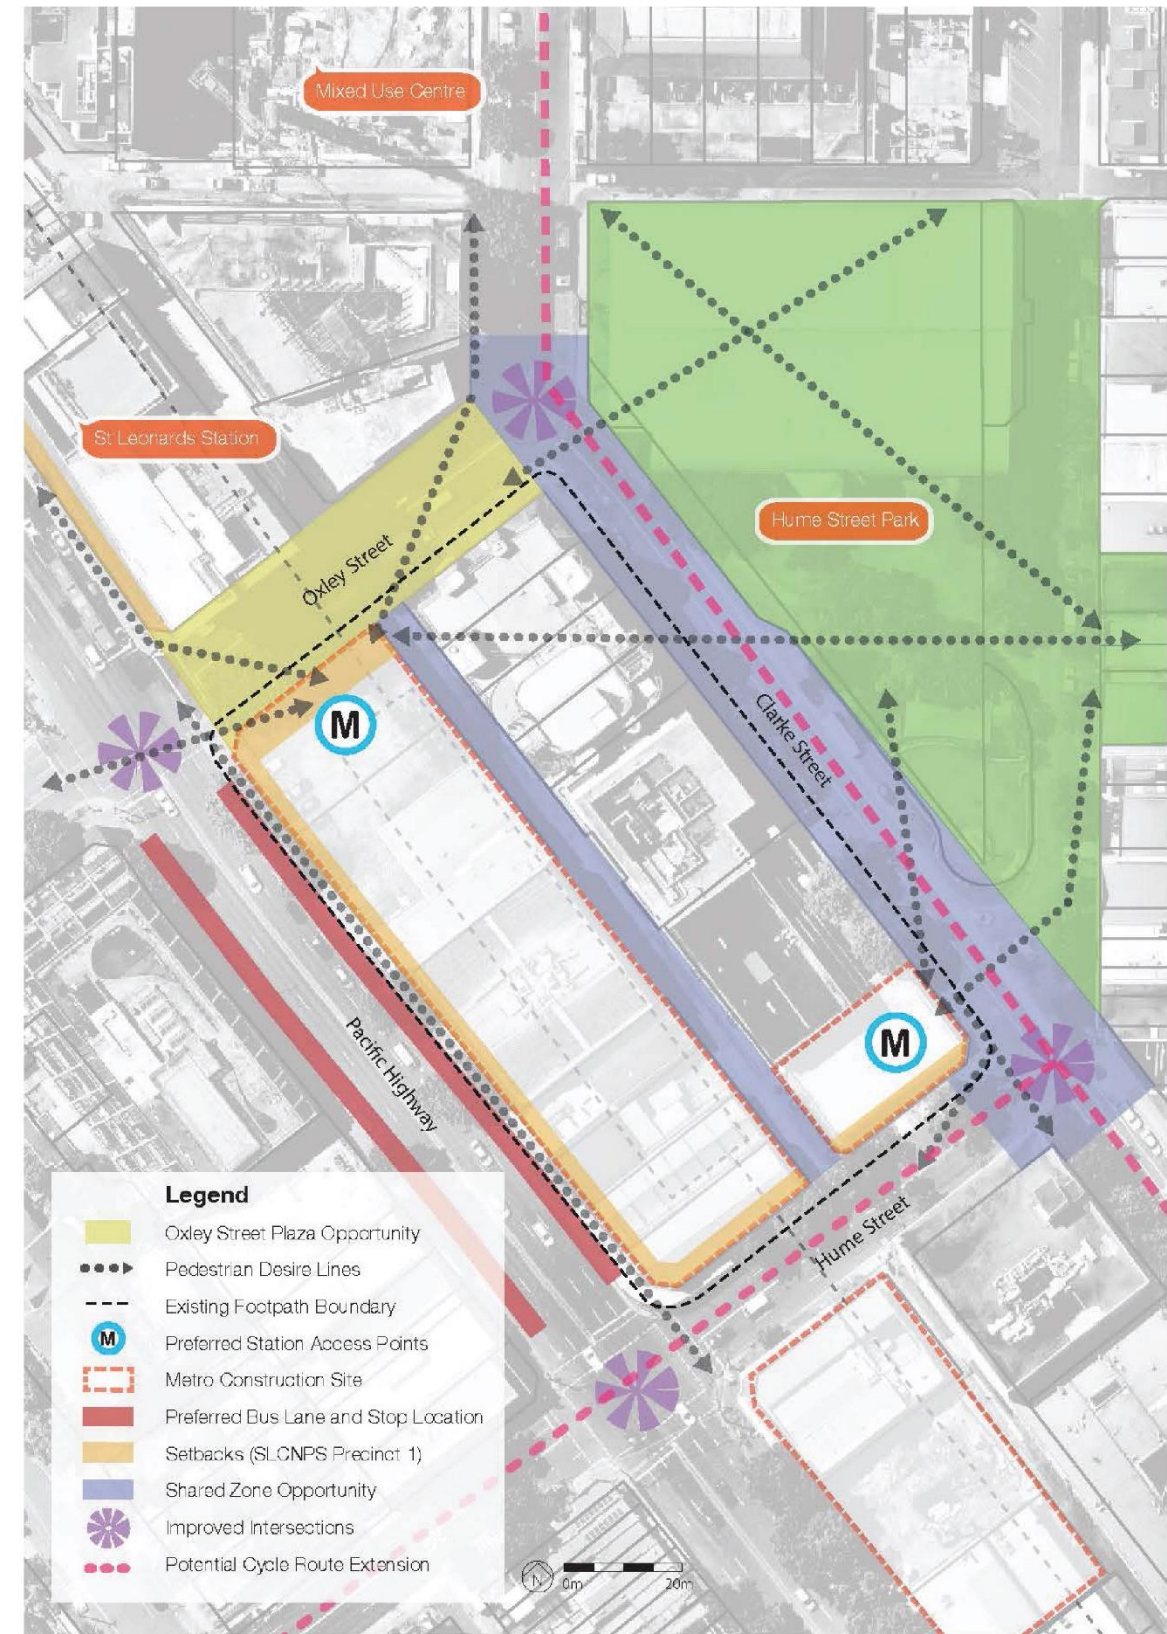 Mixed Use Centre
St Leonards Station
Hume Street Park
Oxley Street
M
Clarke Street
M
Pacific Highway
Hume Street
Legend
Oxley Street Plaza Opportunity
Pedestrian Desire Lines
Existing Footpath Boundary
M
Preferred Station Access Points
Metro Construction Site
Preferred Bus Lane and Stop Location
Setbacks (SLCNPS Precinct 1)
Shared Zone Opportunity
Improved Intersections
Potential Cycle Route Extension
N
0m
20m